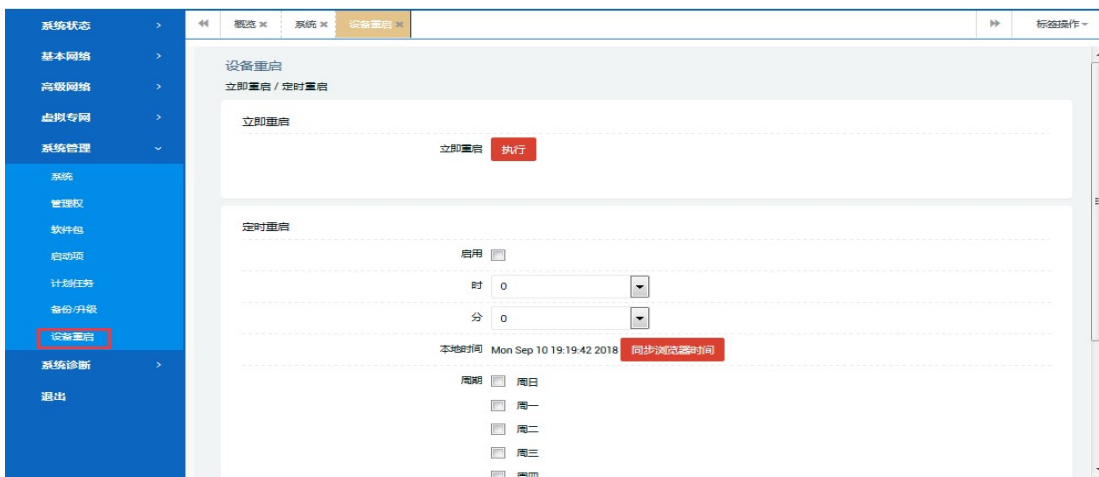 系统状态
基本网络
高级网络
虚拟专网
系统管理
系统
管理权
软件包
启动项
计划任务
备份/升级
设备重启
系统诊断
退出
概览 系统 设备重启 标签操作
设备重启
立即重启 / 定时重启
立即重启
立即重启 执行
定时重启
启用
时 0
分 0
本地时间 Mon Sep 10 19:19:42 2018 同步浏览器时间
周期 周日
周一
周二
周三
周四